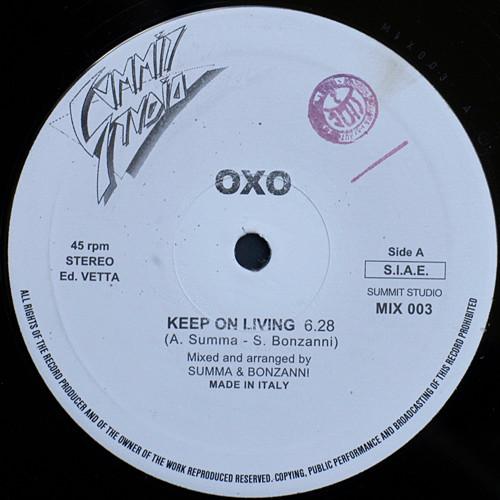 SUMMIT
STUDIO
OXO
45 rpm
STEREO
Ed. VETTA
Side A
S.I.A.E.
SUMMIT STUDIO
MIX 003
KEEP ON LIVING 6.28
(A. Summa - S. Bonzanni)
Mixed and arranged by
SUMMA & BONZANNI
MADE IN ITALY
ALL RIGHTS OF THE RECORD PRODUCER AND OF THE OWNER OF THE WORK REPRODUCED RESERVED. COPYING, PUBLIC PERFORMANCE AND BROADCASTING OF THIS RECORD PROHIBITED
MIX003 A